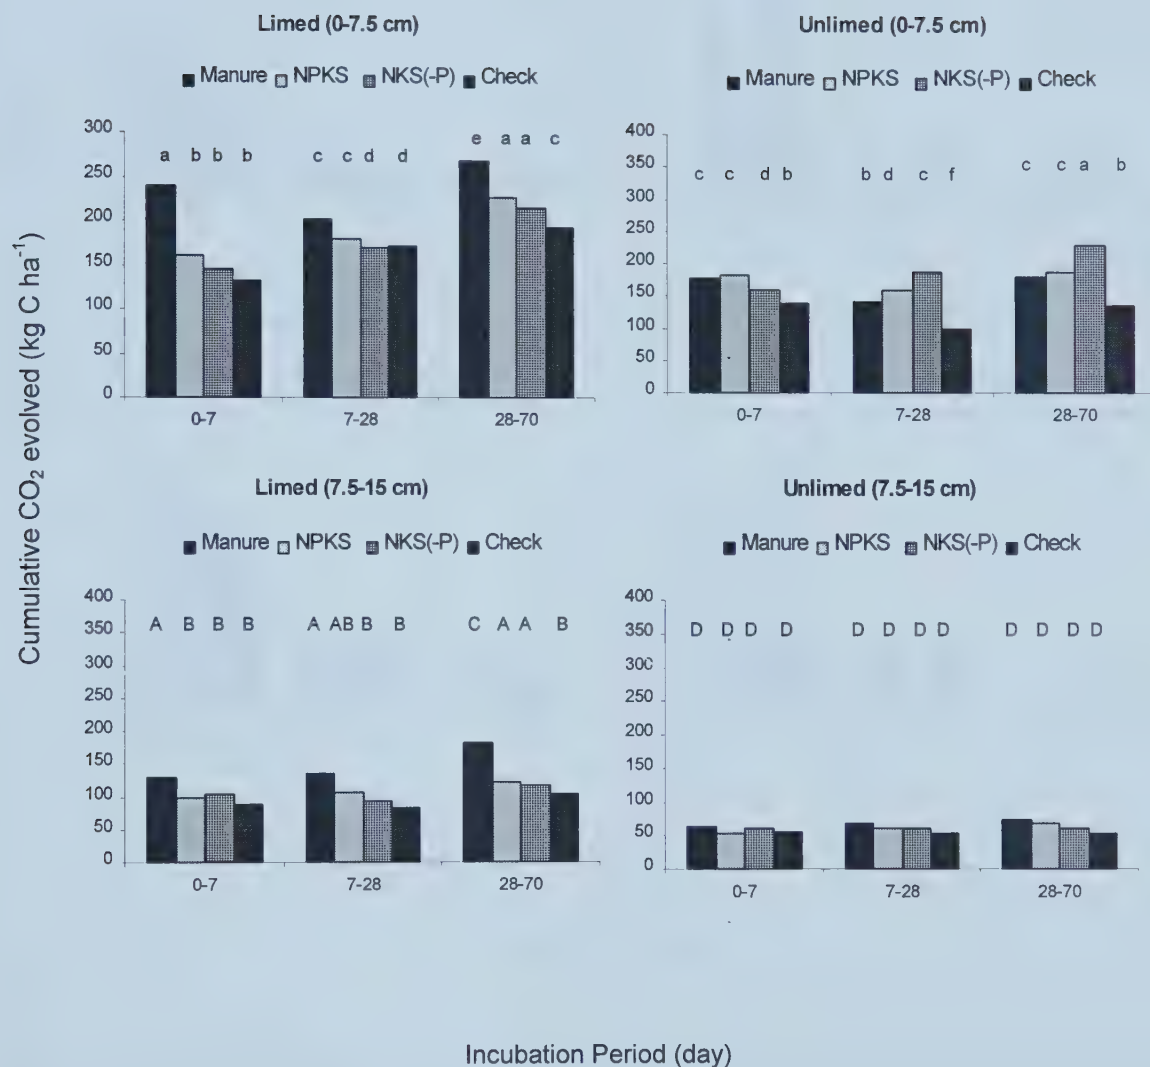 Limed (0-7.5 cm)
Manure NPKS NKS(-P) Check
300
250
200
150
100
50
0
a b b b c c d d e a a c
0-7 7-28 28-70
Unlimed (0-7.5 cm)
Manure NPKS NKS(-P) Check
400
350
300
250
200
150
100
50
0
c c d b b d c f c c a b
0-7 7-28 28-70
Cumulative CO₂ evolved (kg C ha⁻¹)
Limed (7.5-15 cm)
Manure NPKS NKS(-P) Check
400
350
300
250
200
150
100
50
0
A B B B A AB B B C A A B
0-7 7-28 28-70
Unlimed (7.5-15 cm)
Manure NPKS NKS(-P) Check
400
350
300
250
200
150
100
50
0
D D D D D D D D D D D D
0-7 7-28 28-70
Incubation Period (day)